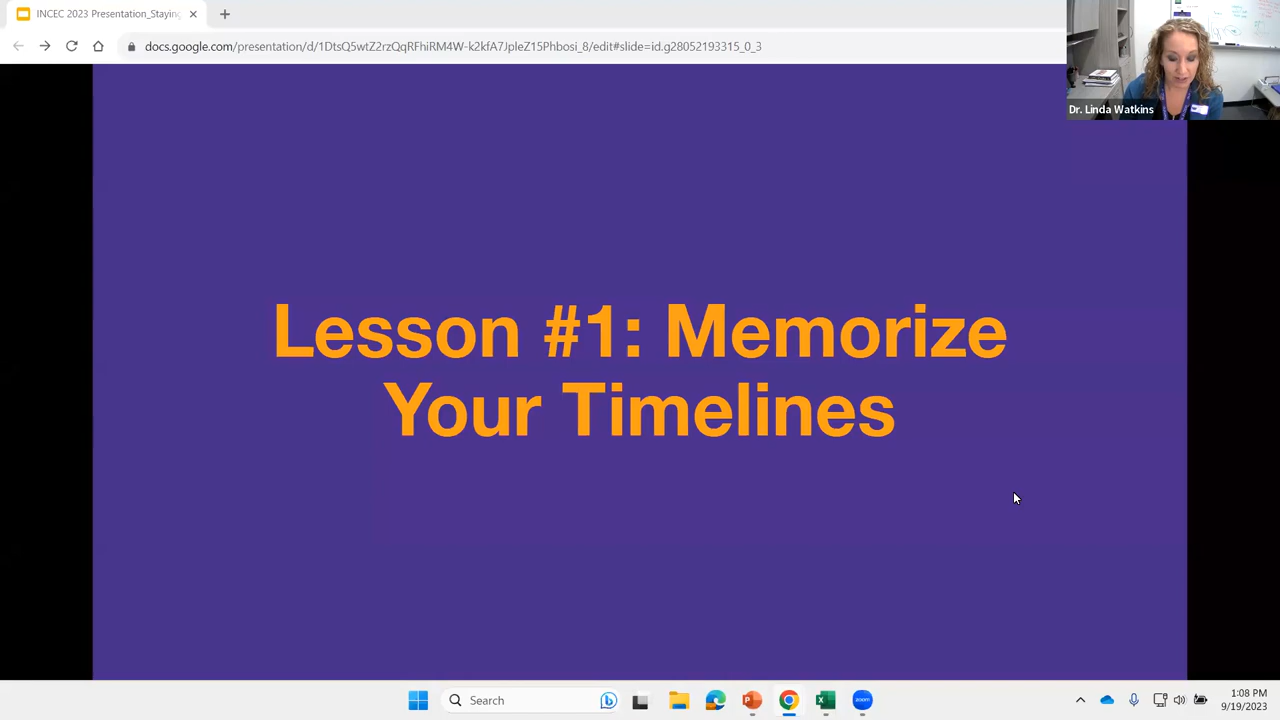 INCEC 2023 Presentation_Staying
docs.google.com/presentation/d/1DtsQ5wtZ2rzQqRFhiRM4W-k2kfA7JpleZ15Phbosi_8/edit#slide=id.g28052193315_0_3
Dr. Linda Watkins
Lesson #1: Memorize
Your Timelines
Search
zoom
1:08 PM
9/19/2023